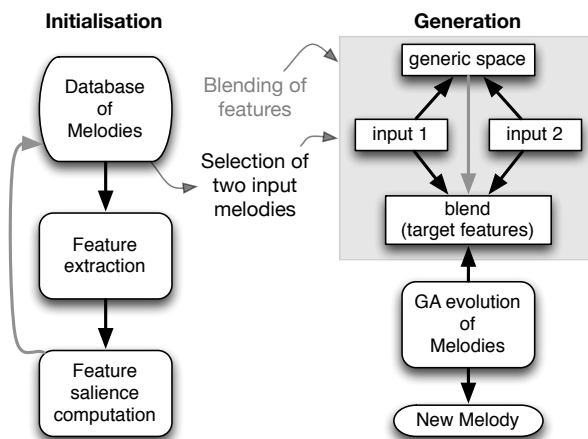 Initialisation
Database
of
Melodies
Feature
extraction
Feature
salience
computation
Blending of
features
Selection of
two input
melodies
Generation
generic space
input 1
input 2
blend
(target features)
GA evolution
of
Melodies
New Melody